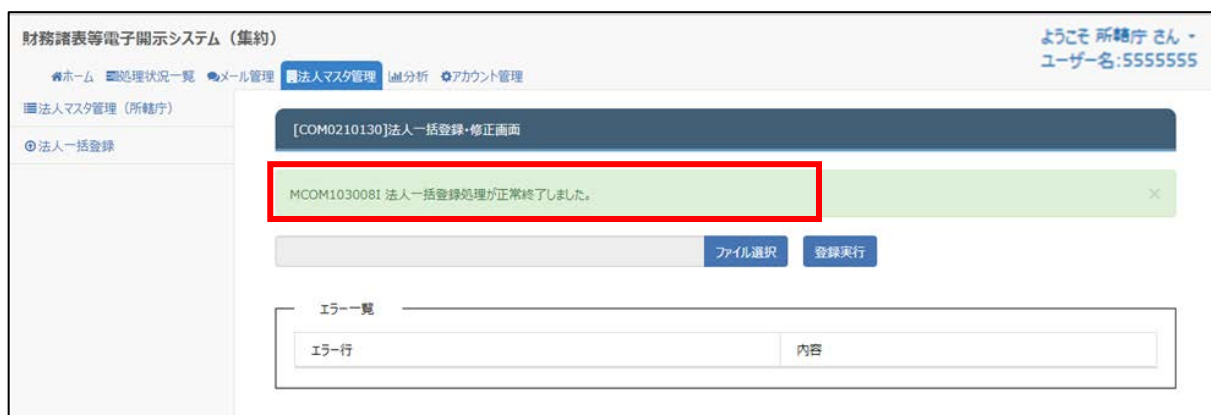 財務諸表等電子開示システム（集約）
ようこそ 所轄庁 さん
ユーザー名:5555555
ホーム 処理状況一覧 メール管理 法人マスタ管理 分析 アカウント管理
法人マスタ管理（所轄庁）
法人一括登録
[COM0210130]法人一括登録・修正画面
MCOM103008I 法人一括登録処理が正常終了しました。 ×
ファイル選択 登録実行
エラー一覧
エラー行 内容